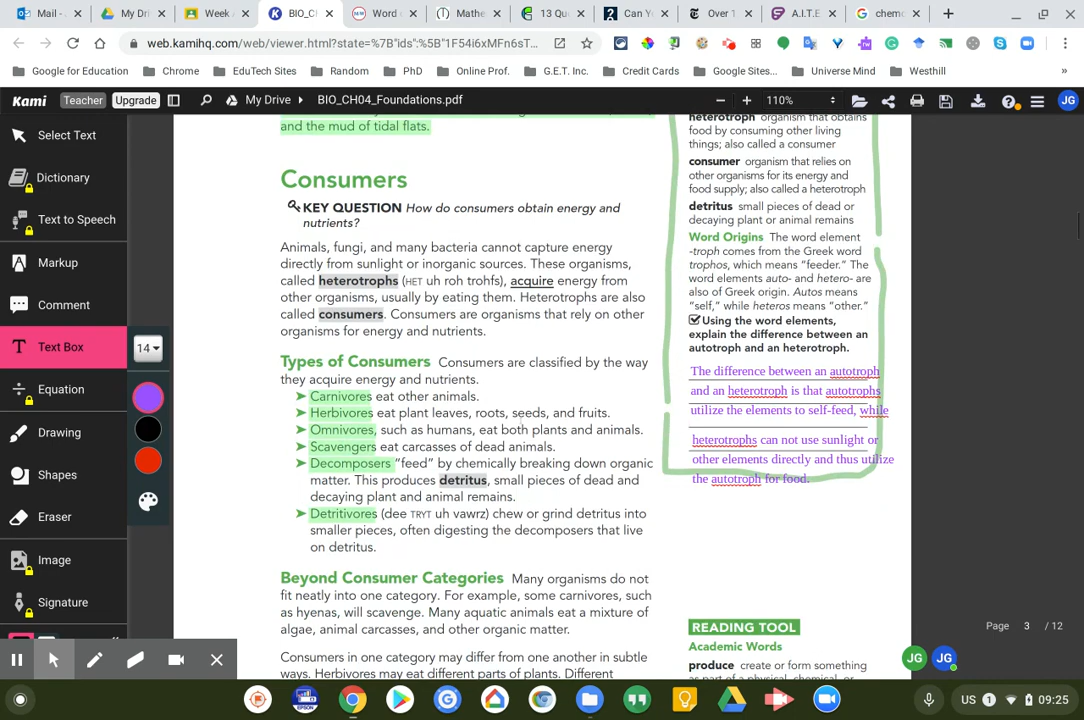 Mail -
My Driv
Week A
BIO_CH
Word c
Mathe
13 Que
Can Yo
Over 1
A.I.T.E
chemo
web.kamihq.com/web/viewer.html?state=%7B"ids":%5B"1F54i6xMFn6sT...
Google for Education
Chrome
EduTech Sites
Random
PhD
Online Prof.
G.E.T. Inc.
Credit Cards
Google Sites...
Universe Mind
Westhill
»
Kami
Teacher
Upgrade
My Drive
BIO_CH04_Foundations.pdf
110%
JG
Select Text
Dictionary
Text to Speech
Markup
Comment
Text Box
14
Equation
Drawing
Shapes
Eraser
Image
Signature
and the mud of tidal flats.
Consumers
KEY QUESTION How do consumers obtain energy and
nutrients?
Animals, fungi, and many bacteria cannot capture energy
directly from sunlight or inorganic sources. These organisms,
called heterotrophs (HET uh roh trohfs), acquire energy from
other organisms, usually by eating them. Heterotrophs are also
called consumers. Consumers are organisms that rely on other
organisms for energy and nutrients.
Types of Consumers Consumers are classified by the way
they acquire energy and nutrients.
➤ Carnivores eat other animals.
➤ Herbivores eat plant leaves, roots, seeds, and fruits.
➤ Omnivores, such as humans, eat both plants and animals.
➤ Scavengers eat carcasses of dead animals.
➤ Decomposers “feed” by chemically breaking down organic
matter. This produces detritus, small pieces of dead and
decaying plant and animal remains.
➤ Detritivores (dee TRYT uh vawrz) chew or grind detritus into
smaller pieces, often digesting the decomposers that live
on detritus.
Beyond Consumer Categories Many organisms do not
fit neatly into one category. For example, some carnivores, such
as hyenas, will scavenge. Many aquatic animals eat a mixture of
algae, animal carcasses, and other organic matter.
Consumers in one category may differ from one another in subtle
ways. Herbivores may eat different parts of plants. Different
heterotroph organism that obtains
food by consuming other living
things; also called a consumer
consumer organism that relies on
other organisms for its energy and
food supply; also called a heterotroph
detritus small pieces of dead or
decaying plant or animal remains
Word Origins The word element
-troph comes from the Greek word
trophos, which means “feeder.” The
word elements auto- and hetero- are
also of Greek origin. Autos means
“self,” while heteros means “other.”
Using the word elements,
explain the difference between an
autotroph and an heterotroph.
The difference between an autotroph
and an heterotroph is that autotrophs
utilize the elements to self-feed, while
heterotrophs can not use sunlight or
other elements directly and thus utilize
the autotroph for food.
READING TOOL
Academic Words
produce create or form something
as part of a physical, chemical, or
Page 3 / 12
JG
JG
US
1
09:25